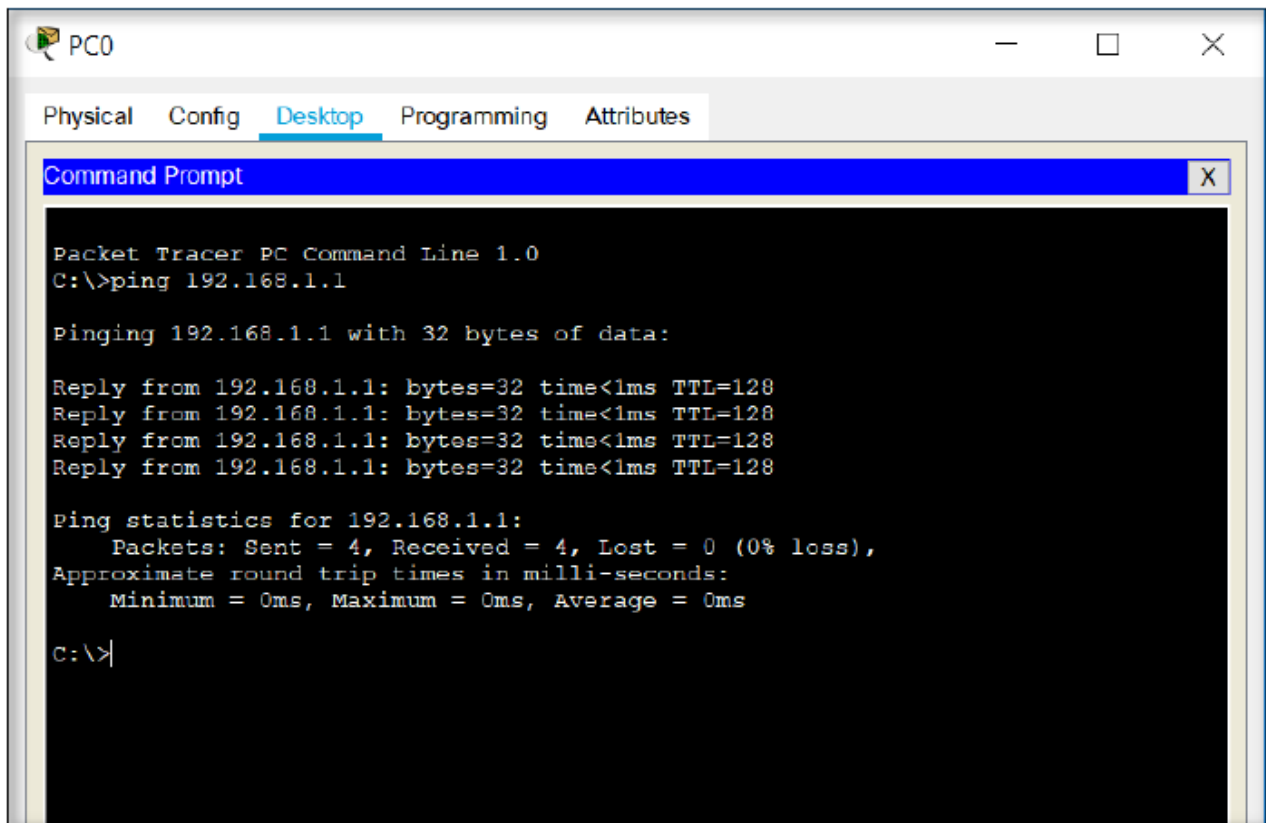 PC0
Physical Config Desktop Programming Attributes
Command Prompt X
Packet Tracer PC Command Line 1.0
C:\>ping 192.168.1.1
Pinging 192.168.1.1 with 32 bytes of data:
Reply from 192.168.1.1: bytes=32 time<1ms TTL=128
Reply from 192.168.1.1: bytes=32 time<1ms TTL=128
Reply from 192.168.1.1: bytes=32 time<1ms TTL=128
Reply from 192.168.1.1: bytes=32 time<1ms TTL=128
Ping statistics for 192.168.1.1:
Packets: Sent = 4, Received = 4, Lost = 0 (0% loss),
Approximate round trip times in milli-seconds:
Minimum = 0ms, Maximum = 0ms, Average = 0ms
C:\>